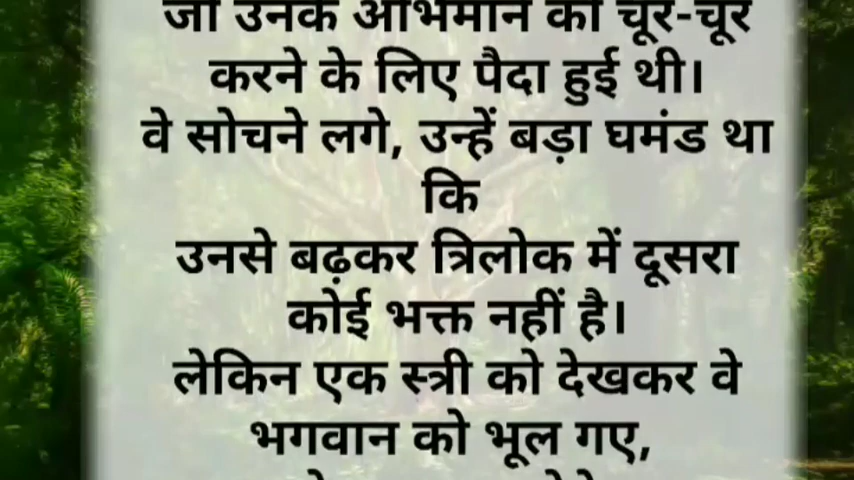 जो उनके अभिमान को चूर-चूर
करने के लिए पैदा हुई थी।
वे सोचने लगे, उन्हें बड़ा घमंड था
कि
उनसे बढ़कर त्रिलोक में दूसरा
कोई भक्त नहीं है।
लेकिन एक स्त्री को देखकर वे
भगवान को भूल गए,